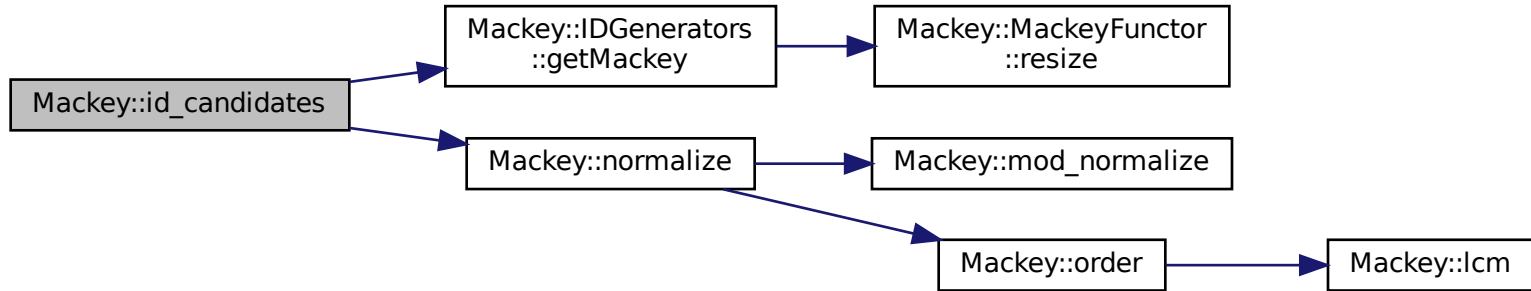 Mackey::id_candidates
Mackey::IDGenerators
::getMackey
Mackey::MackeyFunctor
::resize
Mackey::normalize
Mackey::mod_normalize
Mackey::order
Mackey::lcm